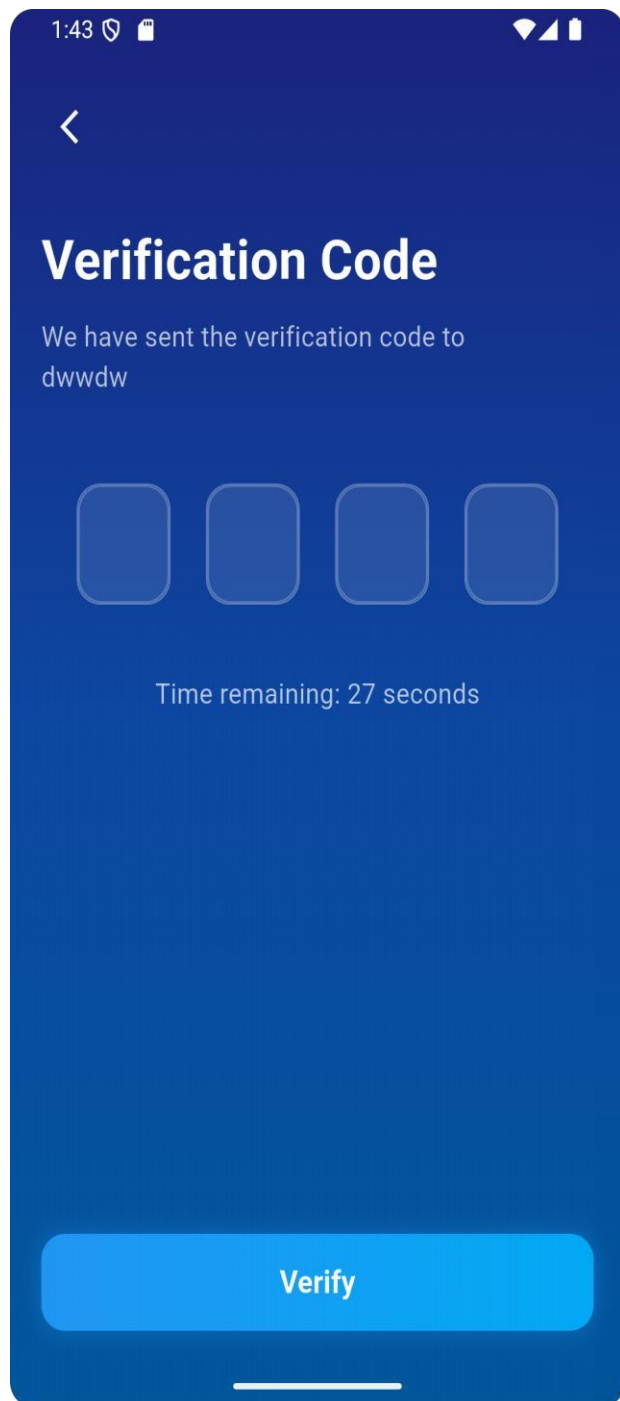 1:43
Verification Code
We have sent the verification code to
dwwdw
Time remaining: 27 seconds
Verify